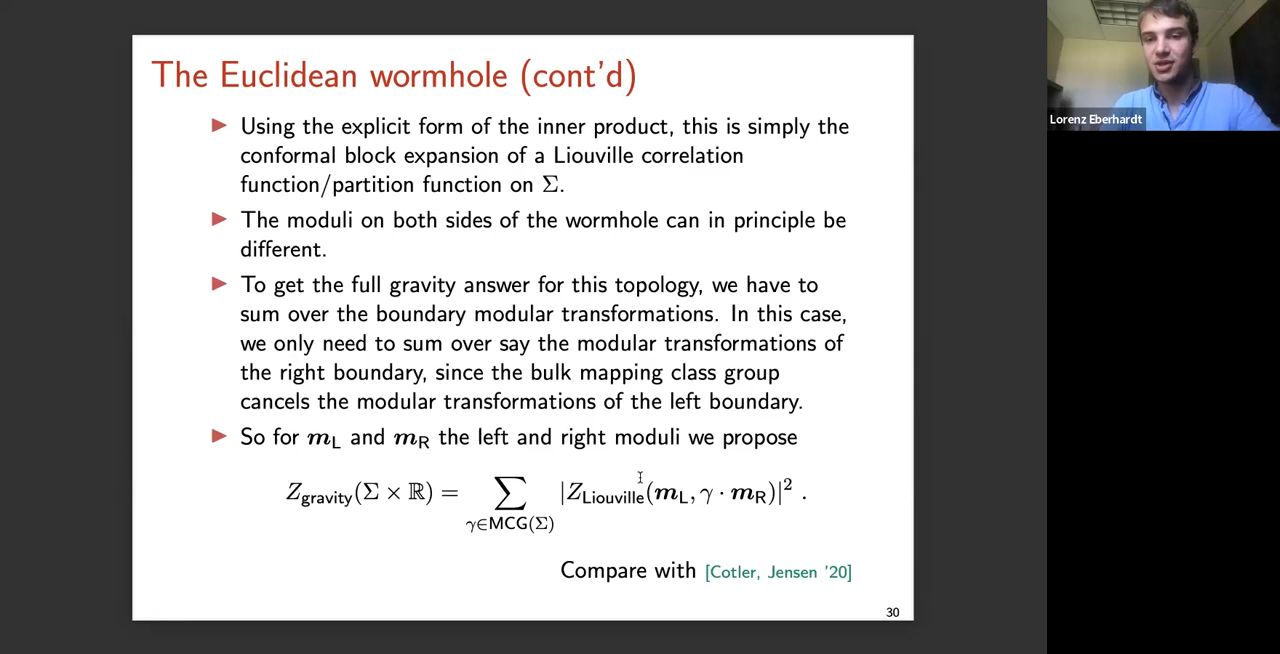 The Euclidean wormhole (cont'd)
▶ Using the explicit form of the inner product, this is simply the
conformal block expansion of a Liouville correlation
function/partition function on Σ.
▶ The moduli on both sides of the wormhole can in principle be
different.
▶ To get the full gravity answer for this topology, we have to
sum over the boundary modular transformations. In this case,
we only need to sum over say the modular transformations of
the right boundary, since the bulk mapping class group
cancels the modular transformations of the left boundary.
▶ So for m_L and m_R the left and right moduli we propose
Z_gravity(Σ × ℝ) = ∑_{γ∈MCG(Σ)} |Z_Liouville(m_L, γ · m_R)|² .
Compare with [Cotler, Jensen '20]
30
Lorenz Eberhardt